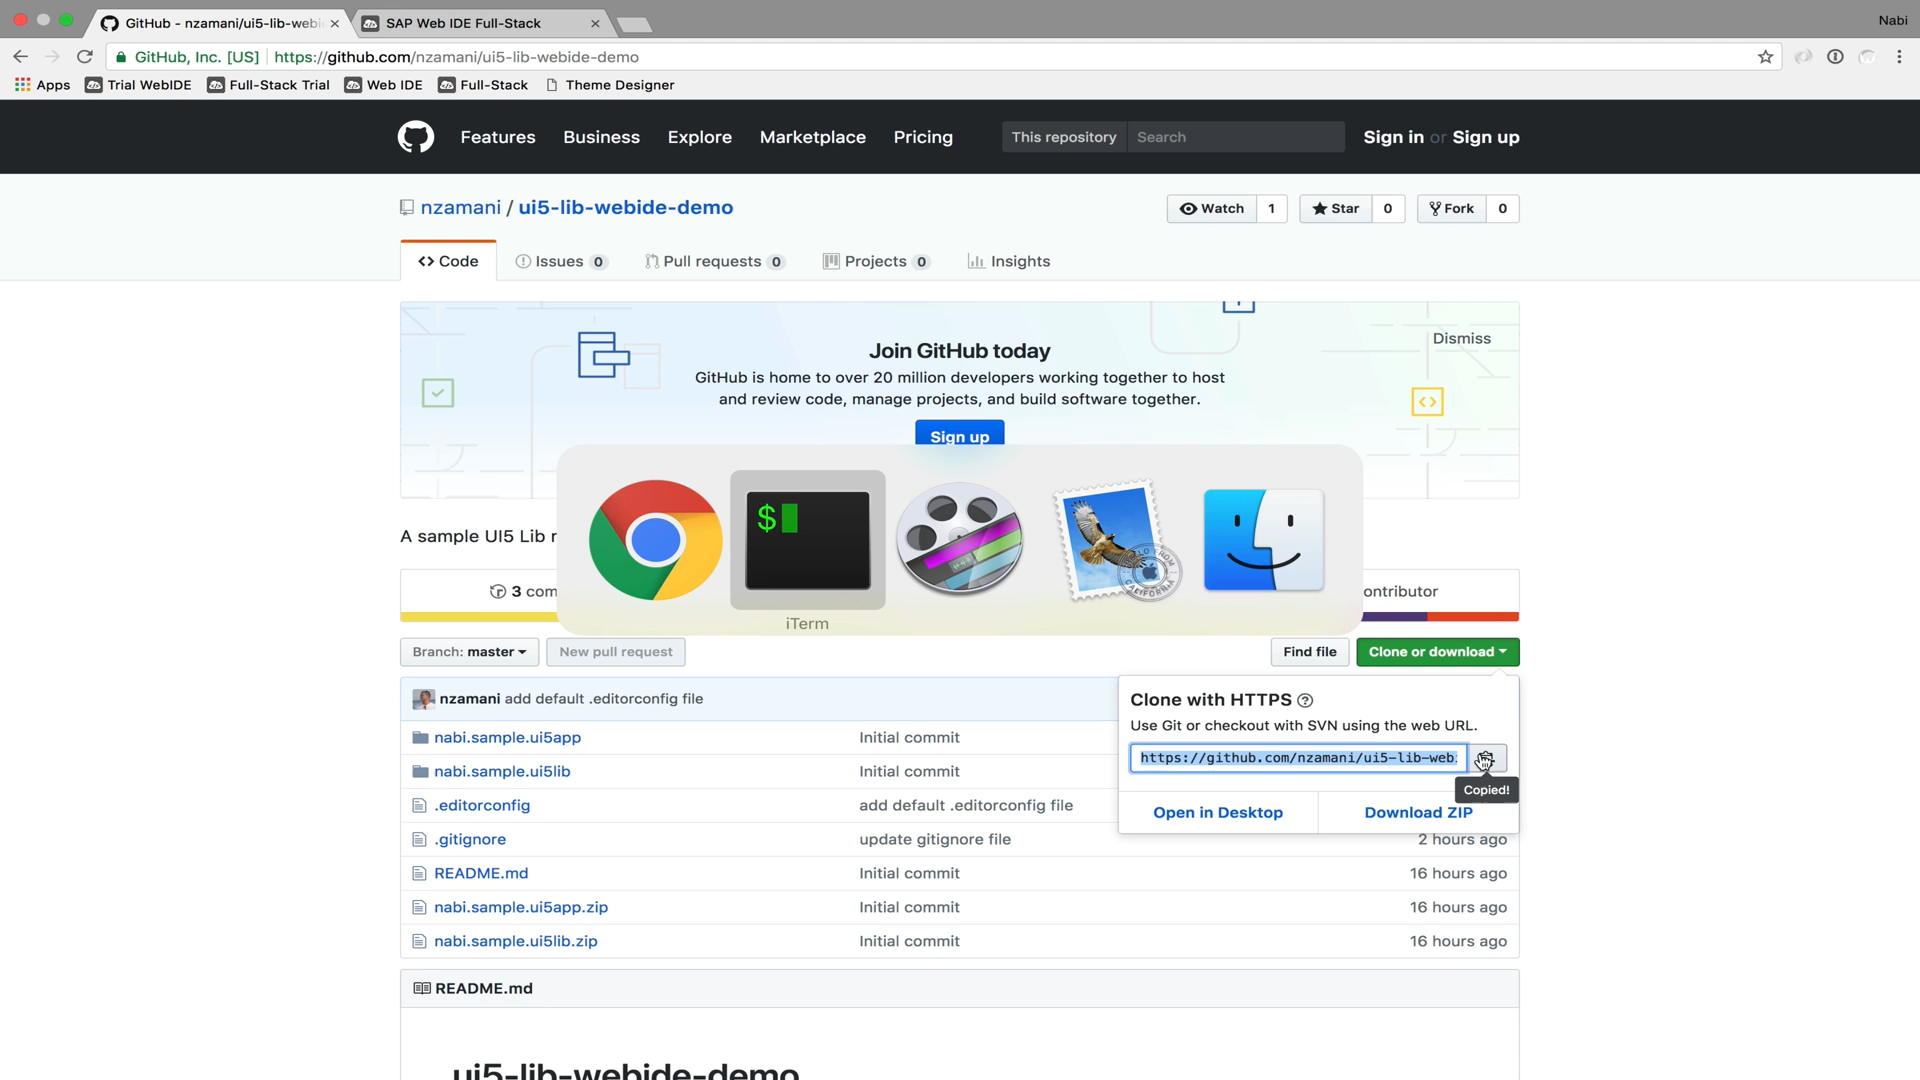 GitHub - nzamani/ui5-lib-webi
SAP Web IDE Full-Stack
Nabi
GitHub, Inc. [US]
https://github.com/nzamani/ui5-lib-webide-demo
Apps
Trial WebIDE
Full-Stack Trial
Web IDE
Full-Stack
Theme Designer
Features
Business
Explore
Marketplace
Pricing
This repository
Search
Sign in or Sign up
nzamani / ui5-lib-webide-demo
Watch 1
Star 0
Fork 0
Code
Issues 0
Pull requests 0
Projects 0
Insights
Dismiss
Join GitHub today
GitHub is home to over 20 million developers working together to host
and review code, manage projects, and build software together.
Sign up
$
iTerm
A sample UI5 Lib r
3 com
ontributor
Branch: master
New pull request
Find file
Clone or download
nzamani add default .editorconfig file
Clone with HTTPS
Use Git or checkout with SVN using the web URL.
https://github.com/nzamani/ui5-lib-web
Copied!
Open in Desktop
Download ZIP
nabi.sample.ui5app
Initial commit
nabi.sample.ui5lib
Initial commit
.editorconfig
add default .editorconfig file
.gitignore
update gitignore file
2 hours ago
README.md
Initial commit
16 hours ago
nabi.sample.ui5app.zip
Initial commit
16 hours ago
nabi.sample.ui5lib.zip
Initial commit
16 hours ago
README.md
ui5-lib-webide-demo